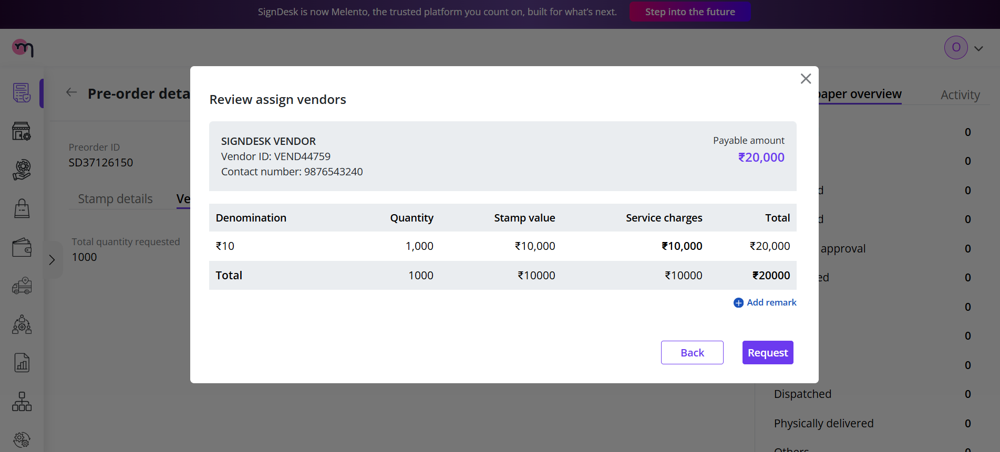 SignDesk is now Melento, the trusted platform you count on, built for what's next.
Step into the future
O
Pre-order deta
paper overview
Activity
Preorder ID
SD37126150
Stamp details
Ve
Total quantity requested
1000
Review assign vendors
SIGNDESK VENDOR
Vendor ID: VEND44759
Contact number: 9876543240
Payable amount
₹20,000
Denomination Quantity Stamp value Service charges Total
₹10 1,000 ₹10,000 ₹10,000 ₹20,000
Total 1000 ₹10000 ₹10000 ₹20000
Add remark
Back
Request
0
0
d 0
d 0
approval 0
ed 0
0
0
0
Dispatched 0
Physically delivered 0
Others 0